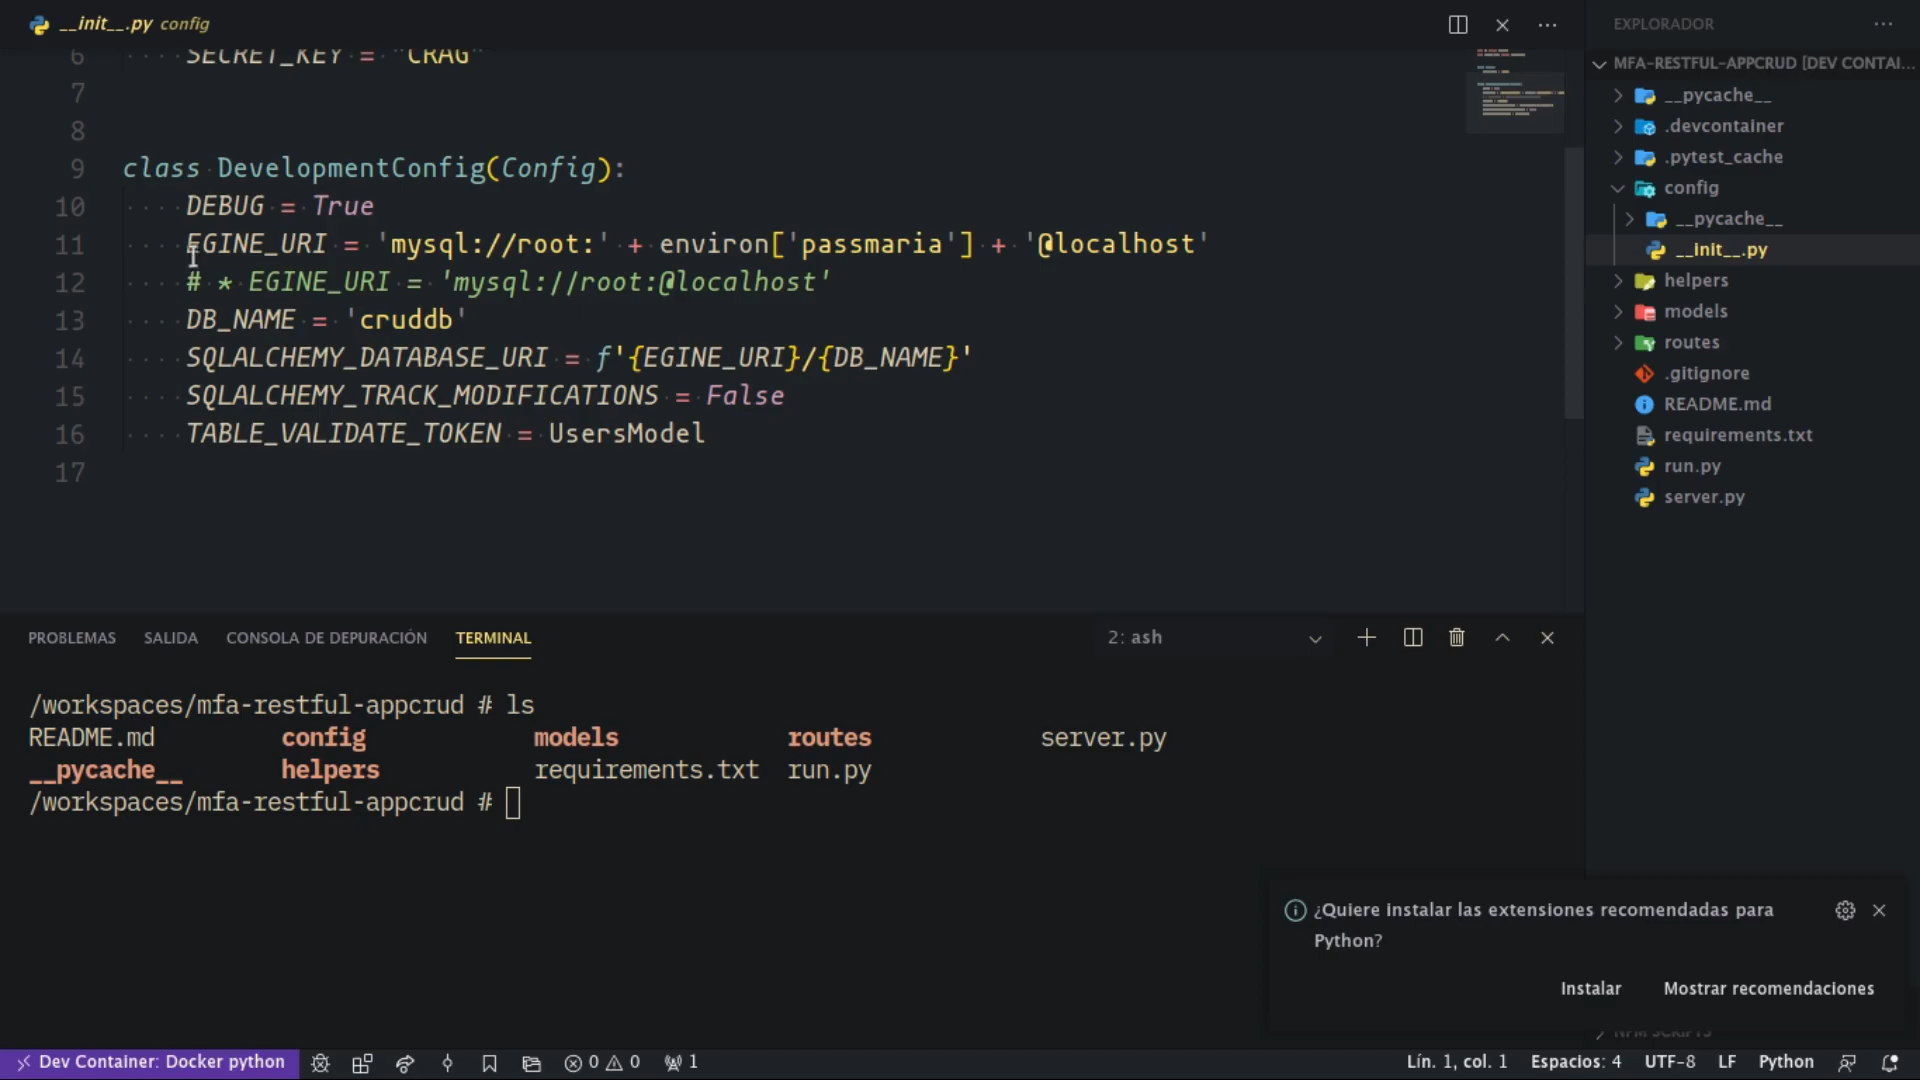 __init__.py config
EXPLORADOR
MFA-RESTFUL-APPCRUD [DEV CONTAI...
6 SECRET_KEY = "CRAG"
7
8
9 class DevelopmentConfig(Config):
10 DEBUG = True
11 EGINE_URI = 'mysql://root:' + environ['passmaria'] + '@localhost'
12 # * EGINE_URI = 'mysql://root:@localhost'
13 DB_NAME = 'cruddb'
14 SQLALCHEMY_DATABASE_URI = f'{EGINE_URI}/{DB_NAME}'
15 SQLALCHEMY_TRACK_MODIFICATIONS = False
16 TABLE_VALIDATE_TOKEN = UsersModel
17
__pycache__
.devcontainer
.pytest_cache
config
__pycache__
__init__.py
helpers
models
routes
.gitignore
README.md
requirements.txt
run.py
server.py
PROBLEMAS SALIDA CONSOLA DE DEPURACIÓN TERMINAL 2: ash
/workspaces/mfa-restful-appcrud # ls
README.md config models routes server.py
__pycache__ helpers requirements.txt run.py
/workspaces/mfa-restful-appcrud #
¿Quiere instalar las extensiones recomendadas para
Python?
Instalar Mostrar recomendaciones
NPM SCRIPTS
Dev Container: Docker python 0 0 1 Lín. 1, col. 1 Espacios: 4 UTF-8 LF Python